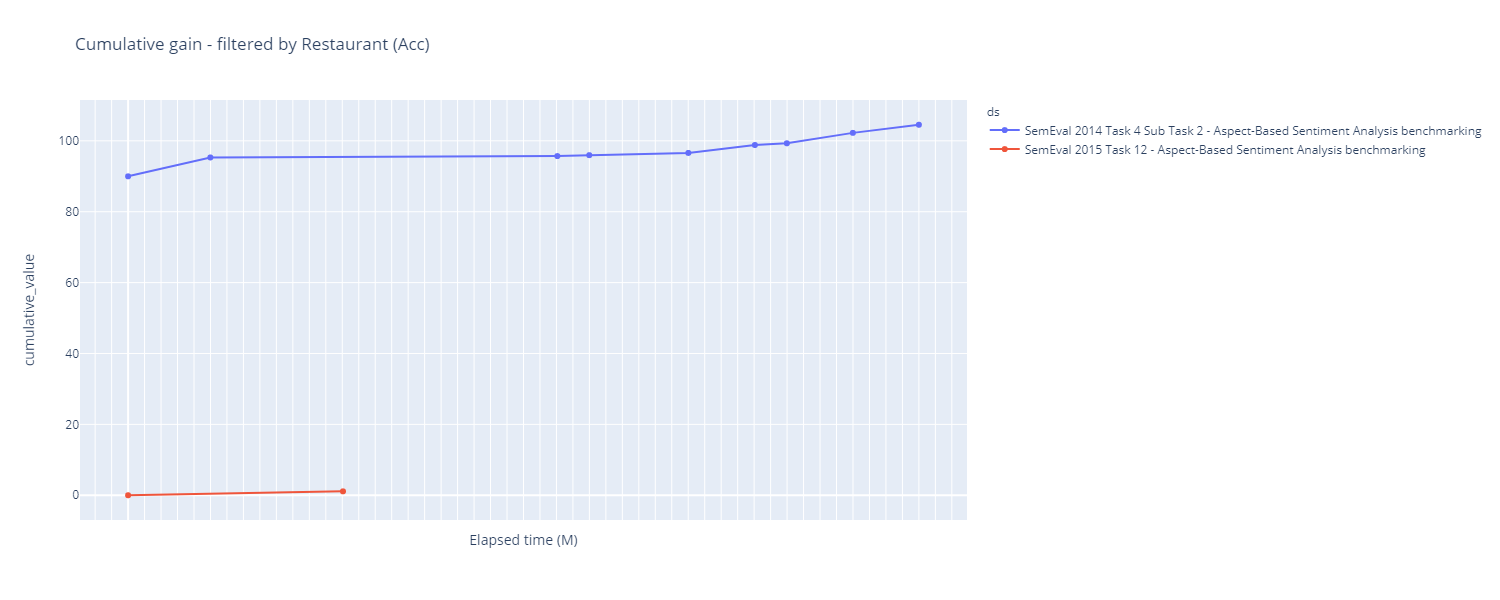 Cumulative gain - filtered by Restaurant (Acc)
ds
SemEval 2014 Task 4 Sub Task 2 - Aspect-Based Sentiment Analysis benchmarking
SemEval 2015 Task 12 - Aspect-Based Sentiment Analysis benchmarking
100
80
60
40
20
0
cumulative_value
Elapsed time (M)